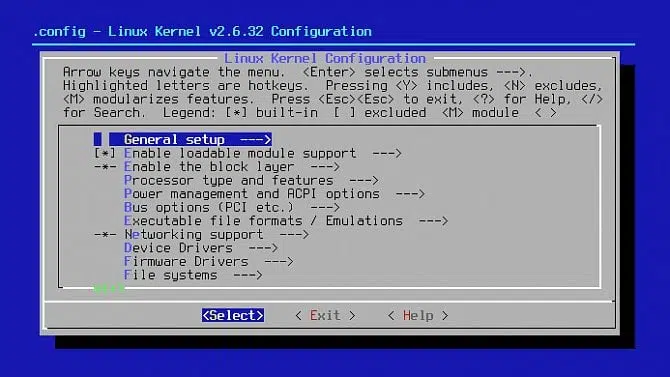 .config - Linux Kernel v2.6.32 Configuration
Linux Kernel Configuration
Arrow keys navigate the menu. <Enter> selects submenus --->.
Highlighted letters are hotkeys. Pressing <Y> includes, <N> excludes,
<M> modularizes features. Press <Esc><Esc> to exit, <?> for Help, </>
for Search. Legend: [*] built-in [ ] excluded <M> module < >
General setup --->
[*] Enable loadable module support --->
-*- Enable the block layer --->
Processor type and features --->
Power management and ACPI options --->
Bus options (PCI etc.) --->
Executable file formats / Emulations --->
-*- Networking support --->
Device Drivers --->
Firmware Drivers --->
File systems --->
<Select> < Exit > < Help >